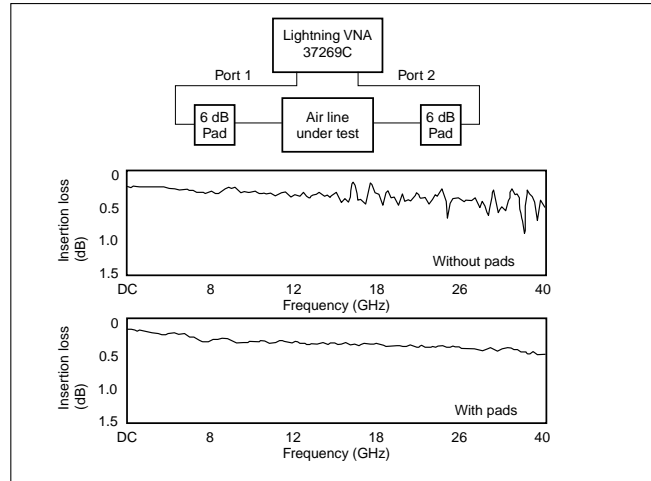 Lightning VNA
37269C
Port 1
Port 2
6 dB
Pad
Air line
under test
6 dB
Pad
Insertion loss
(dB)
0
0.5
1.0
1.5
Without pads
DC
8
12
18
26
40
Frequency (GHz)
Insertion loss
(dB)
0
0.5
1.0
1.5
With pads
DC
8
12
18
26
40
Frequency (GHz)